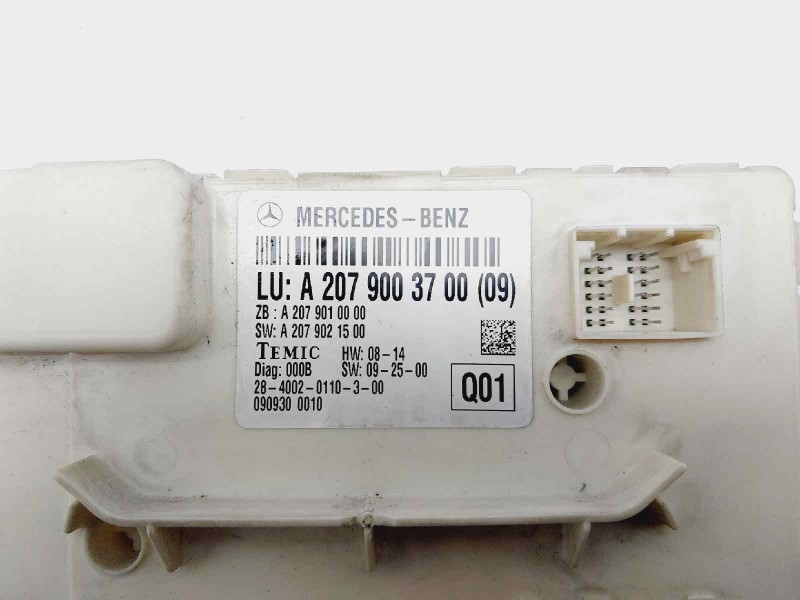 MERCEDES-BENZ
LU: A 207 900 37 00 (09)
ZB : A 207 901 00 00
SW: A 207 902 15 00
TEMIC HW: 08-14
Diag: 000B SW: 09-25-00
28-4002-0110-3-00
090930 0010
Q01